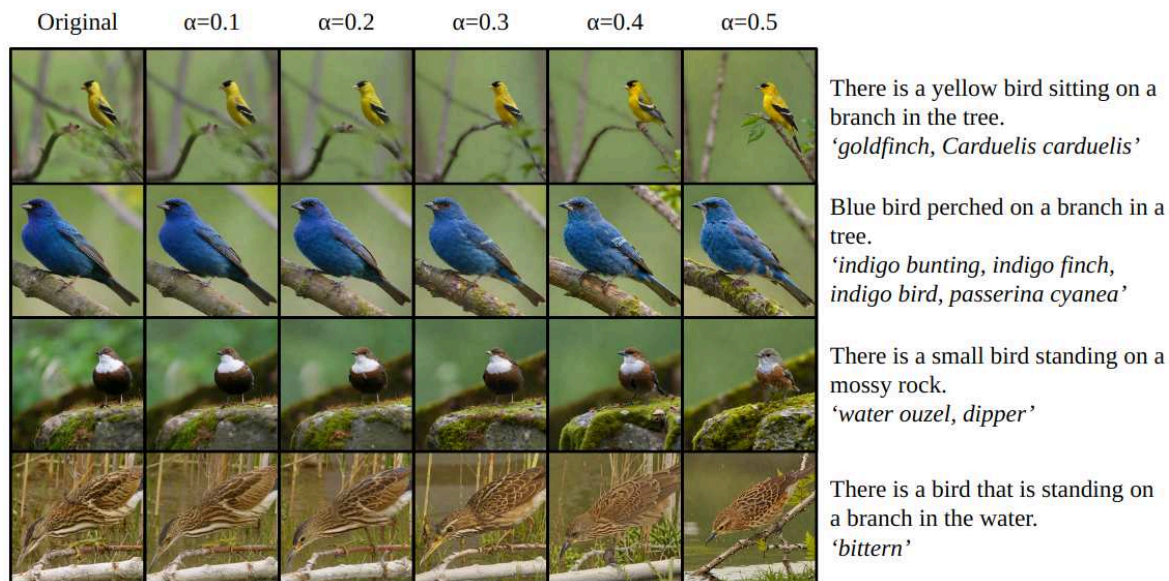 Original α=0.1 α=0.2 α=0.3 α=0.4 α=0.5
There is a yellow bird sitting on a
branch in the tree.
‘goldfinch, Carduelis carduelis’
Blue bird perched on a branch in a
tree.
‘indigo bunting, indigo finch,
indigo bird, passerina cyanea’
There is a small bird standing on a
mossy rock.
‘water ouzel, dipper’
There is a bird that is standing on
a branch in the water.
‘bittern’